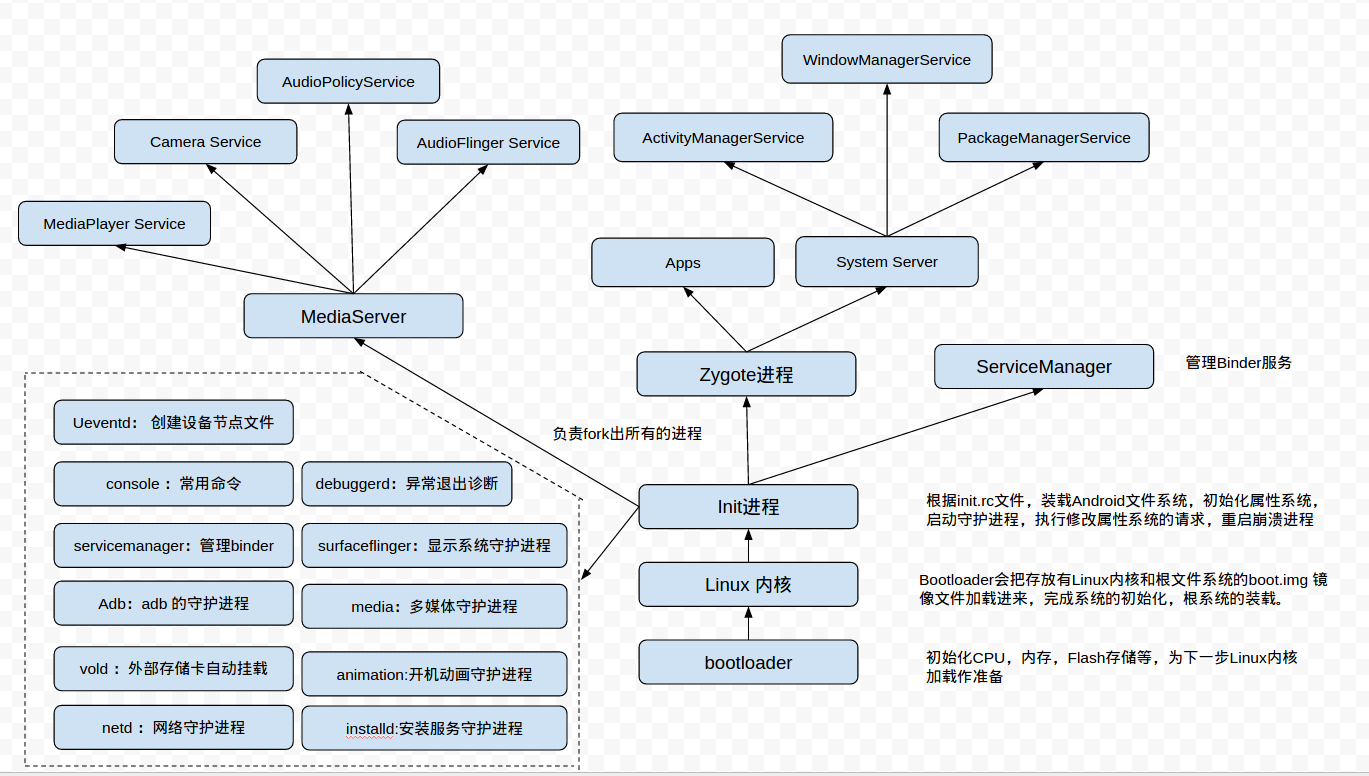 WindowManagerService
AudioPolicyService
ActivityManagerService
PackageManagerService
Camera Service
AudioFlinger Service
MediaPlayer Service
Apps
System Server
MediaServer
Zygote进程
ServiceManager
管理Binder服务
负责fork出所有的进程
Ueventd： 创建设备节点文件
console ：常用命令
debuggerd：异常退出诊断
servicemanager：管理binder
surfaceflinger：显示系统守护进程
Adb：adb 的守护进程
media：多媒体守护进程
vold ：外部存储卡自动挂载
animation:开机动画守护进程
netd ：网络守护进程
installd:安装服务守护进程
Init进程
根据init.rc文件，装载Android文件系统，初始化属性系统，
启动守护进程，执行修改属性系统的请求，重启崩溃进程
Linux 内核
Bootloader会把存放有Linux内核和根文件系统的boot.img 镜
像文件加载进来，完成系统的初始化，根系统的装载。
bootloader
初始化CPU，内存，Flash存储等，为下一步Linux内核
加载作准备